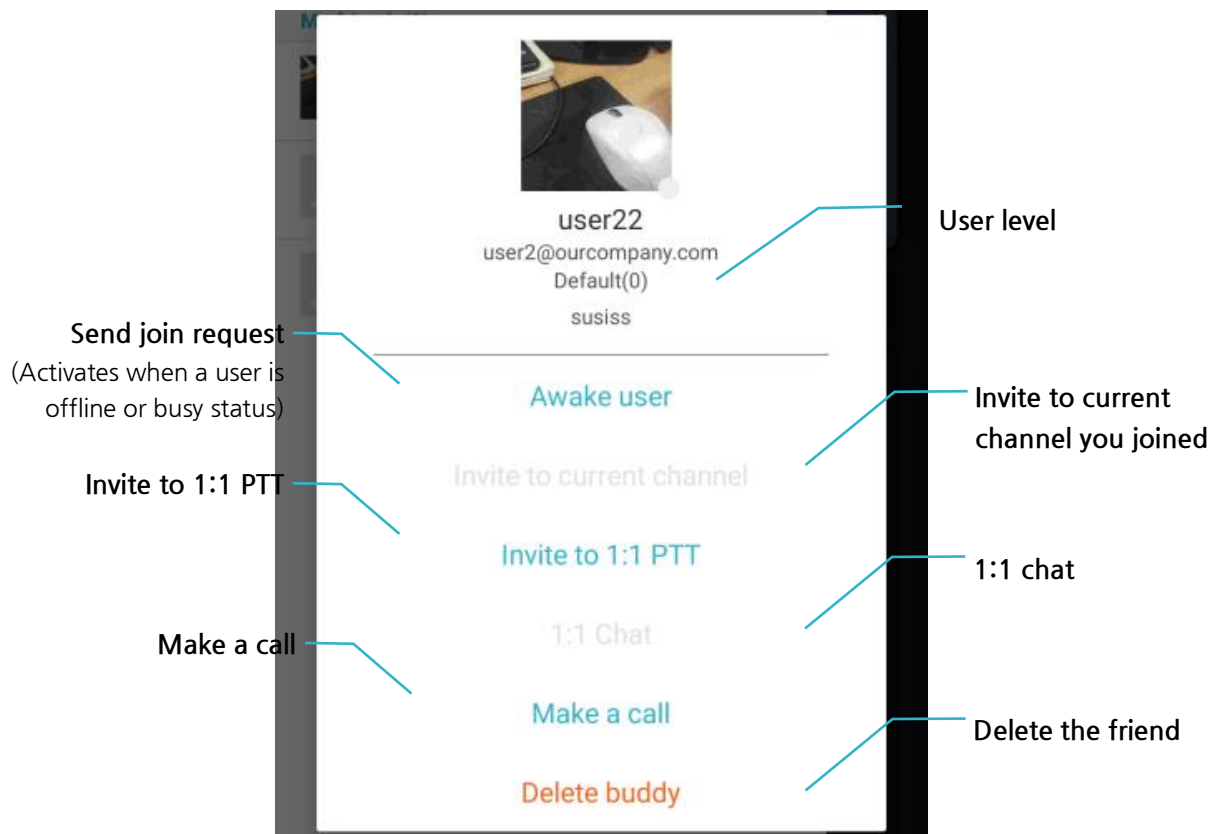 user22
User level
user2@ourcompany.com
Default(0)
susiss
Send join request
(Activates when a user is
offline or busy status)
Awake user
Invite to current
channel you joined
Invite to current channel
Invite to 1:1 PTT
Invite to 1:1 PTT
1:1 chat
1:1 Chat
Make a call
Make a call
Delete the friend
Delete buddy